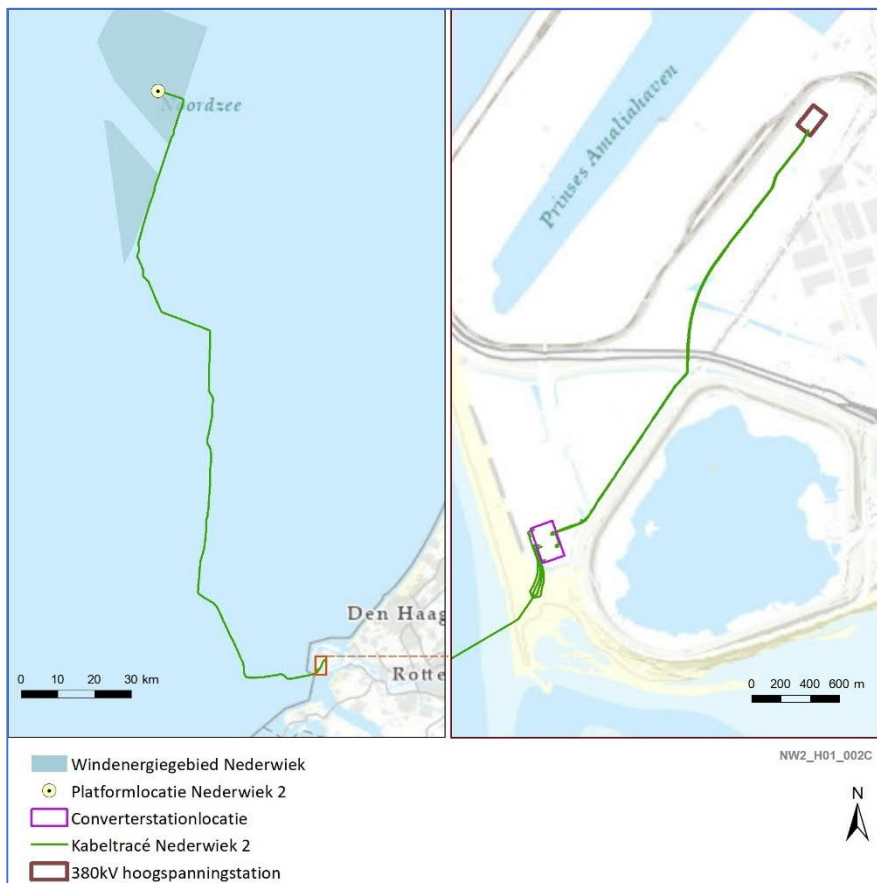 Noordzee
Den Haag
Rotte
0 10 20 30 km
Prinses Amaliahaven
0 200 400 600 m
NW2_H01_002C
N
Windenergiegebied Nederwiek
Platformlocatie Nederwiek 2
Converterstationlocatie
Kabeltracé Nederwiek 2
380kV hoogspanningstation